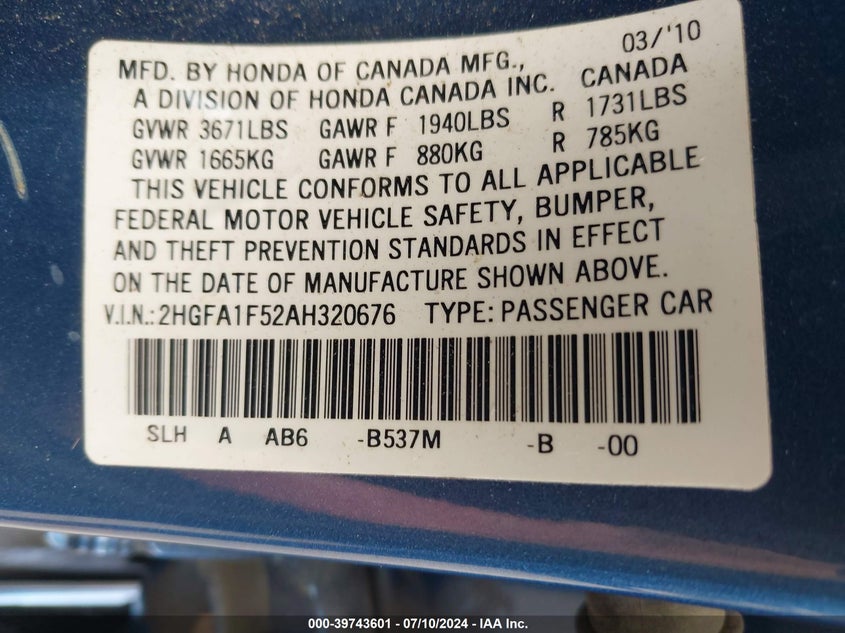 03/'10
MFD. BY HONDA OF CANADA MFG.,
A DIVISION OF HONDA CANADA INC. CANADA
GVWR 3671LBS GAWR F 1940LBS R 1731LBS
GVWR 1665KG GAWR F 880KG R 785KG
THIS VEHICLE CONFORMS TO ALL APPLICABLE
FEDERAL MOTOR VEHICLE SAFETY, BUMPER,
AND THEFT PREVENTION STANDARDS IN EFFECT
ON THE DATE OF MANUFACTURE SHOWN ABOVE.
V.I.N.: 2HGFA1F52AH320676 TYPE: PASSENGER CAR
SLH A AB6 -B537M -B -00
000-39743601 - 07/10/2024 - IAA Inc.